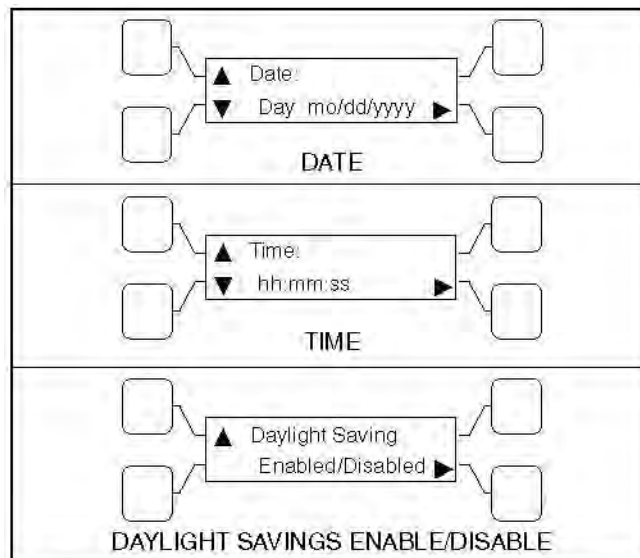 ▲ Date:
▼ Day mo/dd/yyyy ►
DATE
▲ Time:
▼ hh:mm:ss ►
TIME
▲ Daylight Saving
Enabled/Disabled ►
DAYLIGHT SAVINGS ENABLE/DISABLE